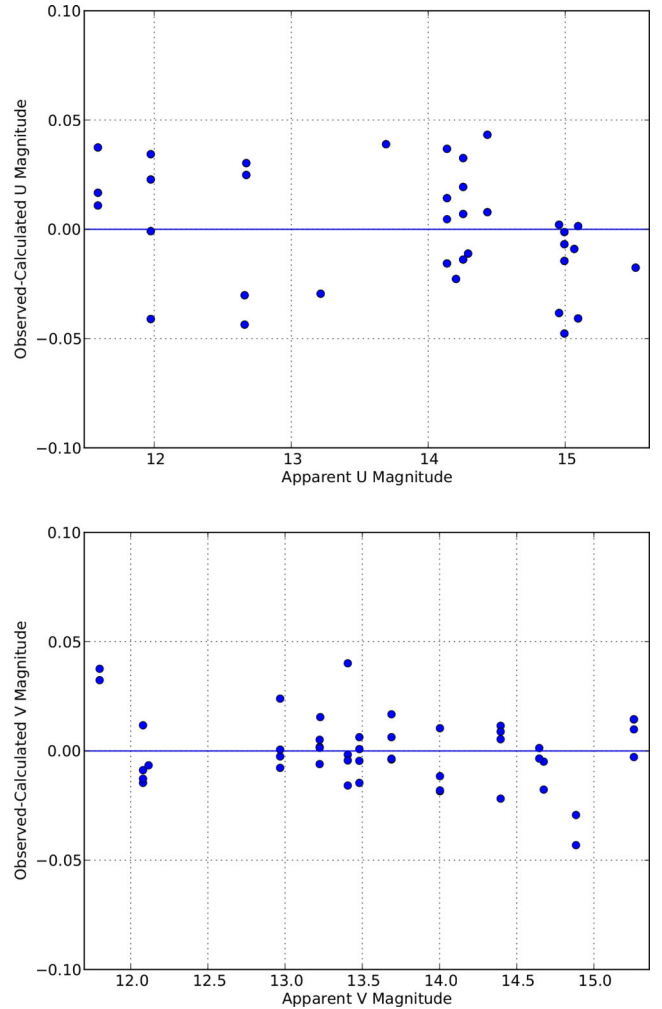 0.10
0.05
0.00
−0.05
−0.10
Observed-Calculated U Magnitude
12 13 14 15
Apparent U Magnitude
0.10
0.05
0.00
−0.05
−0.10
Observed-Calculated V Magnitude
12.0 12.5 13.0 13.5 14.0 14.5 15.0
Apparent V Magnitude